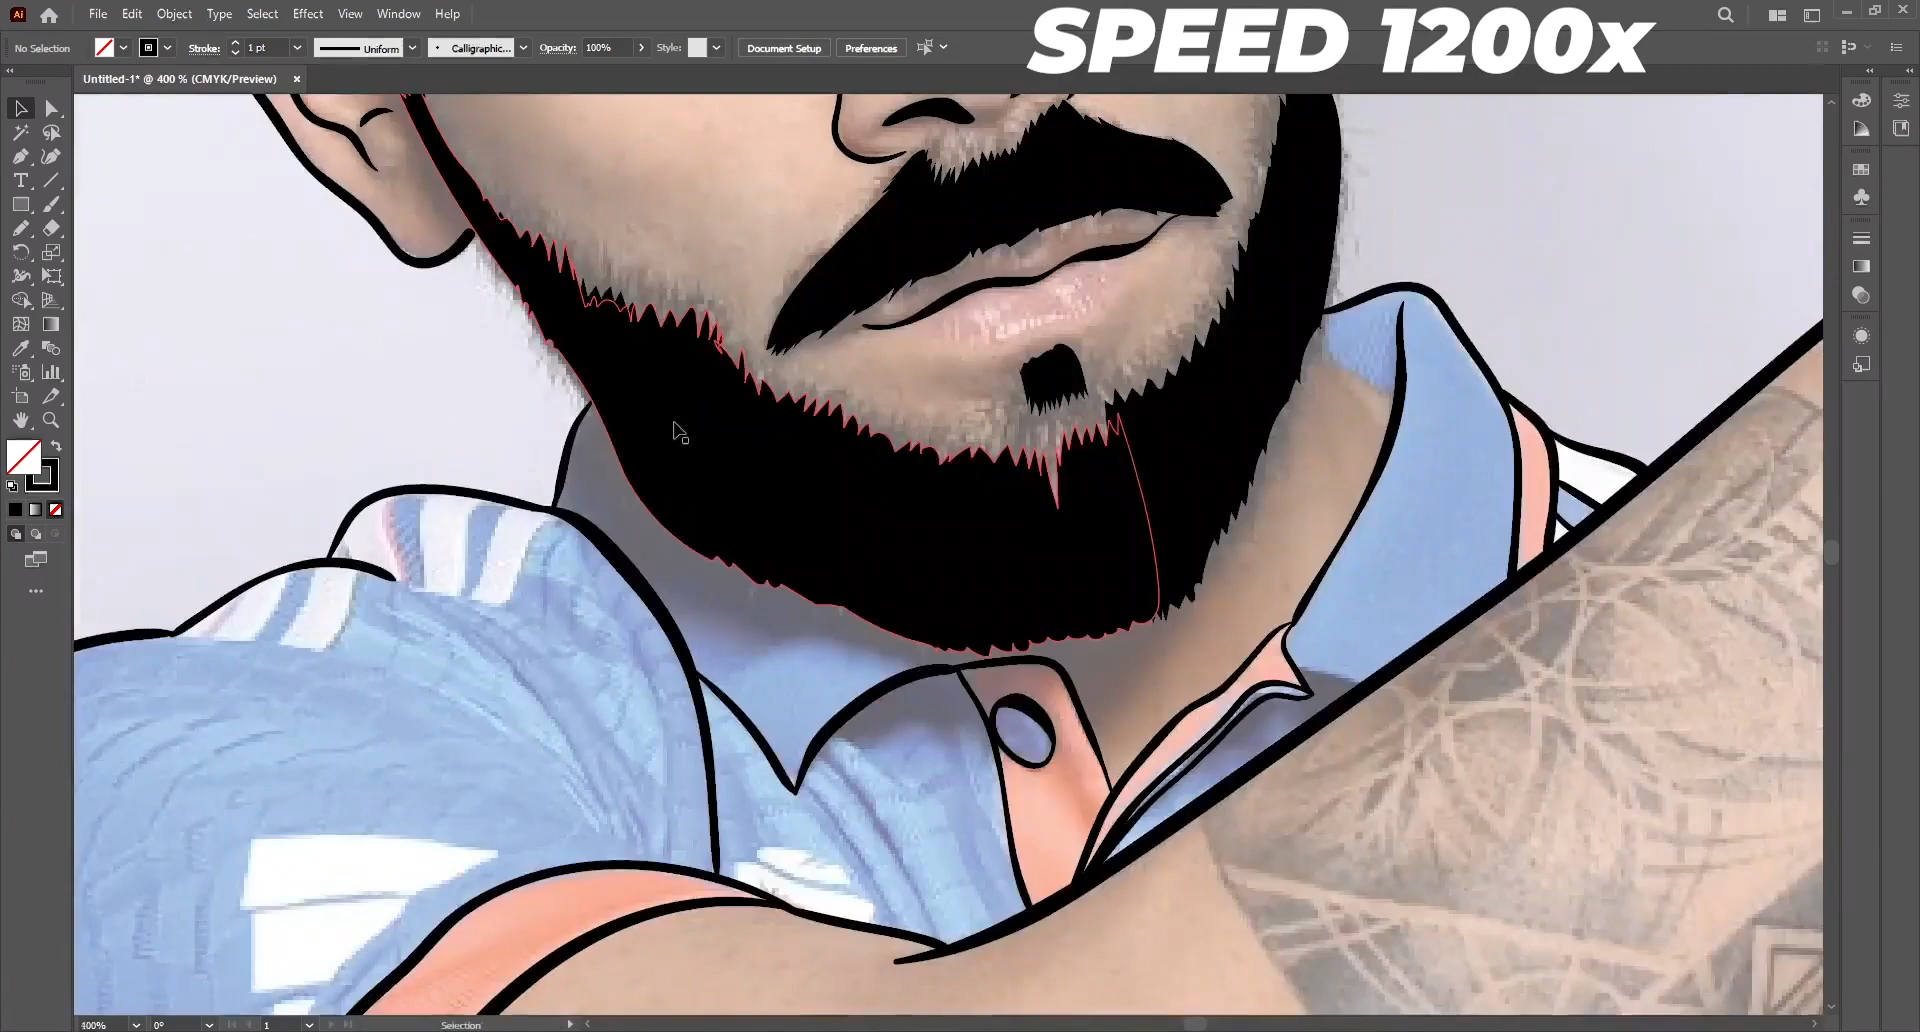 SPEED 1200x
Ai File Edit Object Type Select Effect View Window Help
No Selection Stroke: 1 pt Uniform Calligraphic... Opacity: 100% Style: Document Setup Preferences
Untitled-1* @ 400 % (CMYK/Preview)
400% 0° 1 Selection